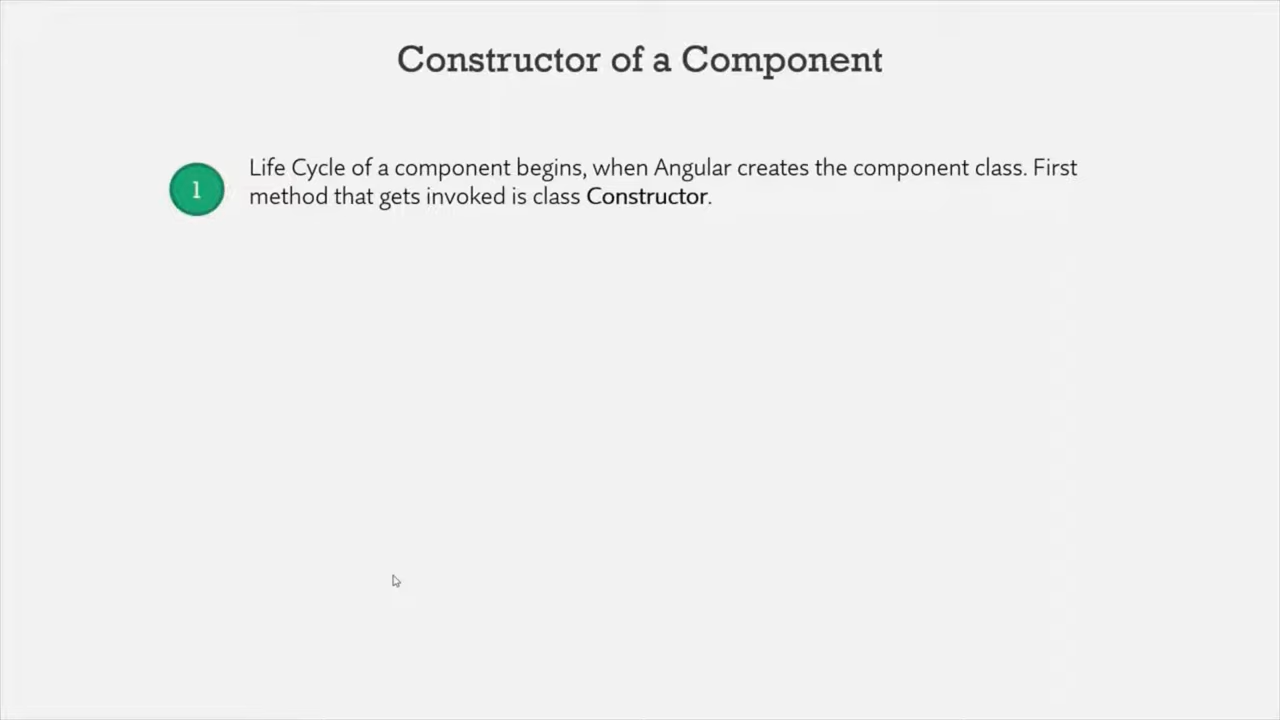 Constructor of a Component
1
Life Cycle of a component begins, when Angular creates the component class. First
method that gets invoked is class Constructor.